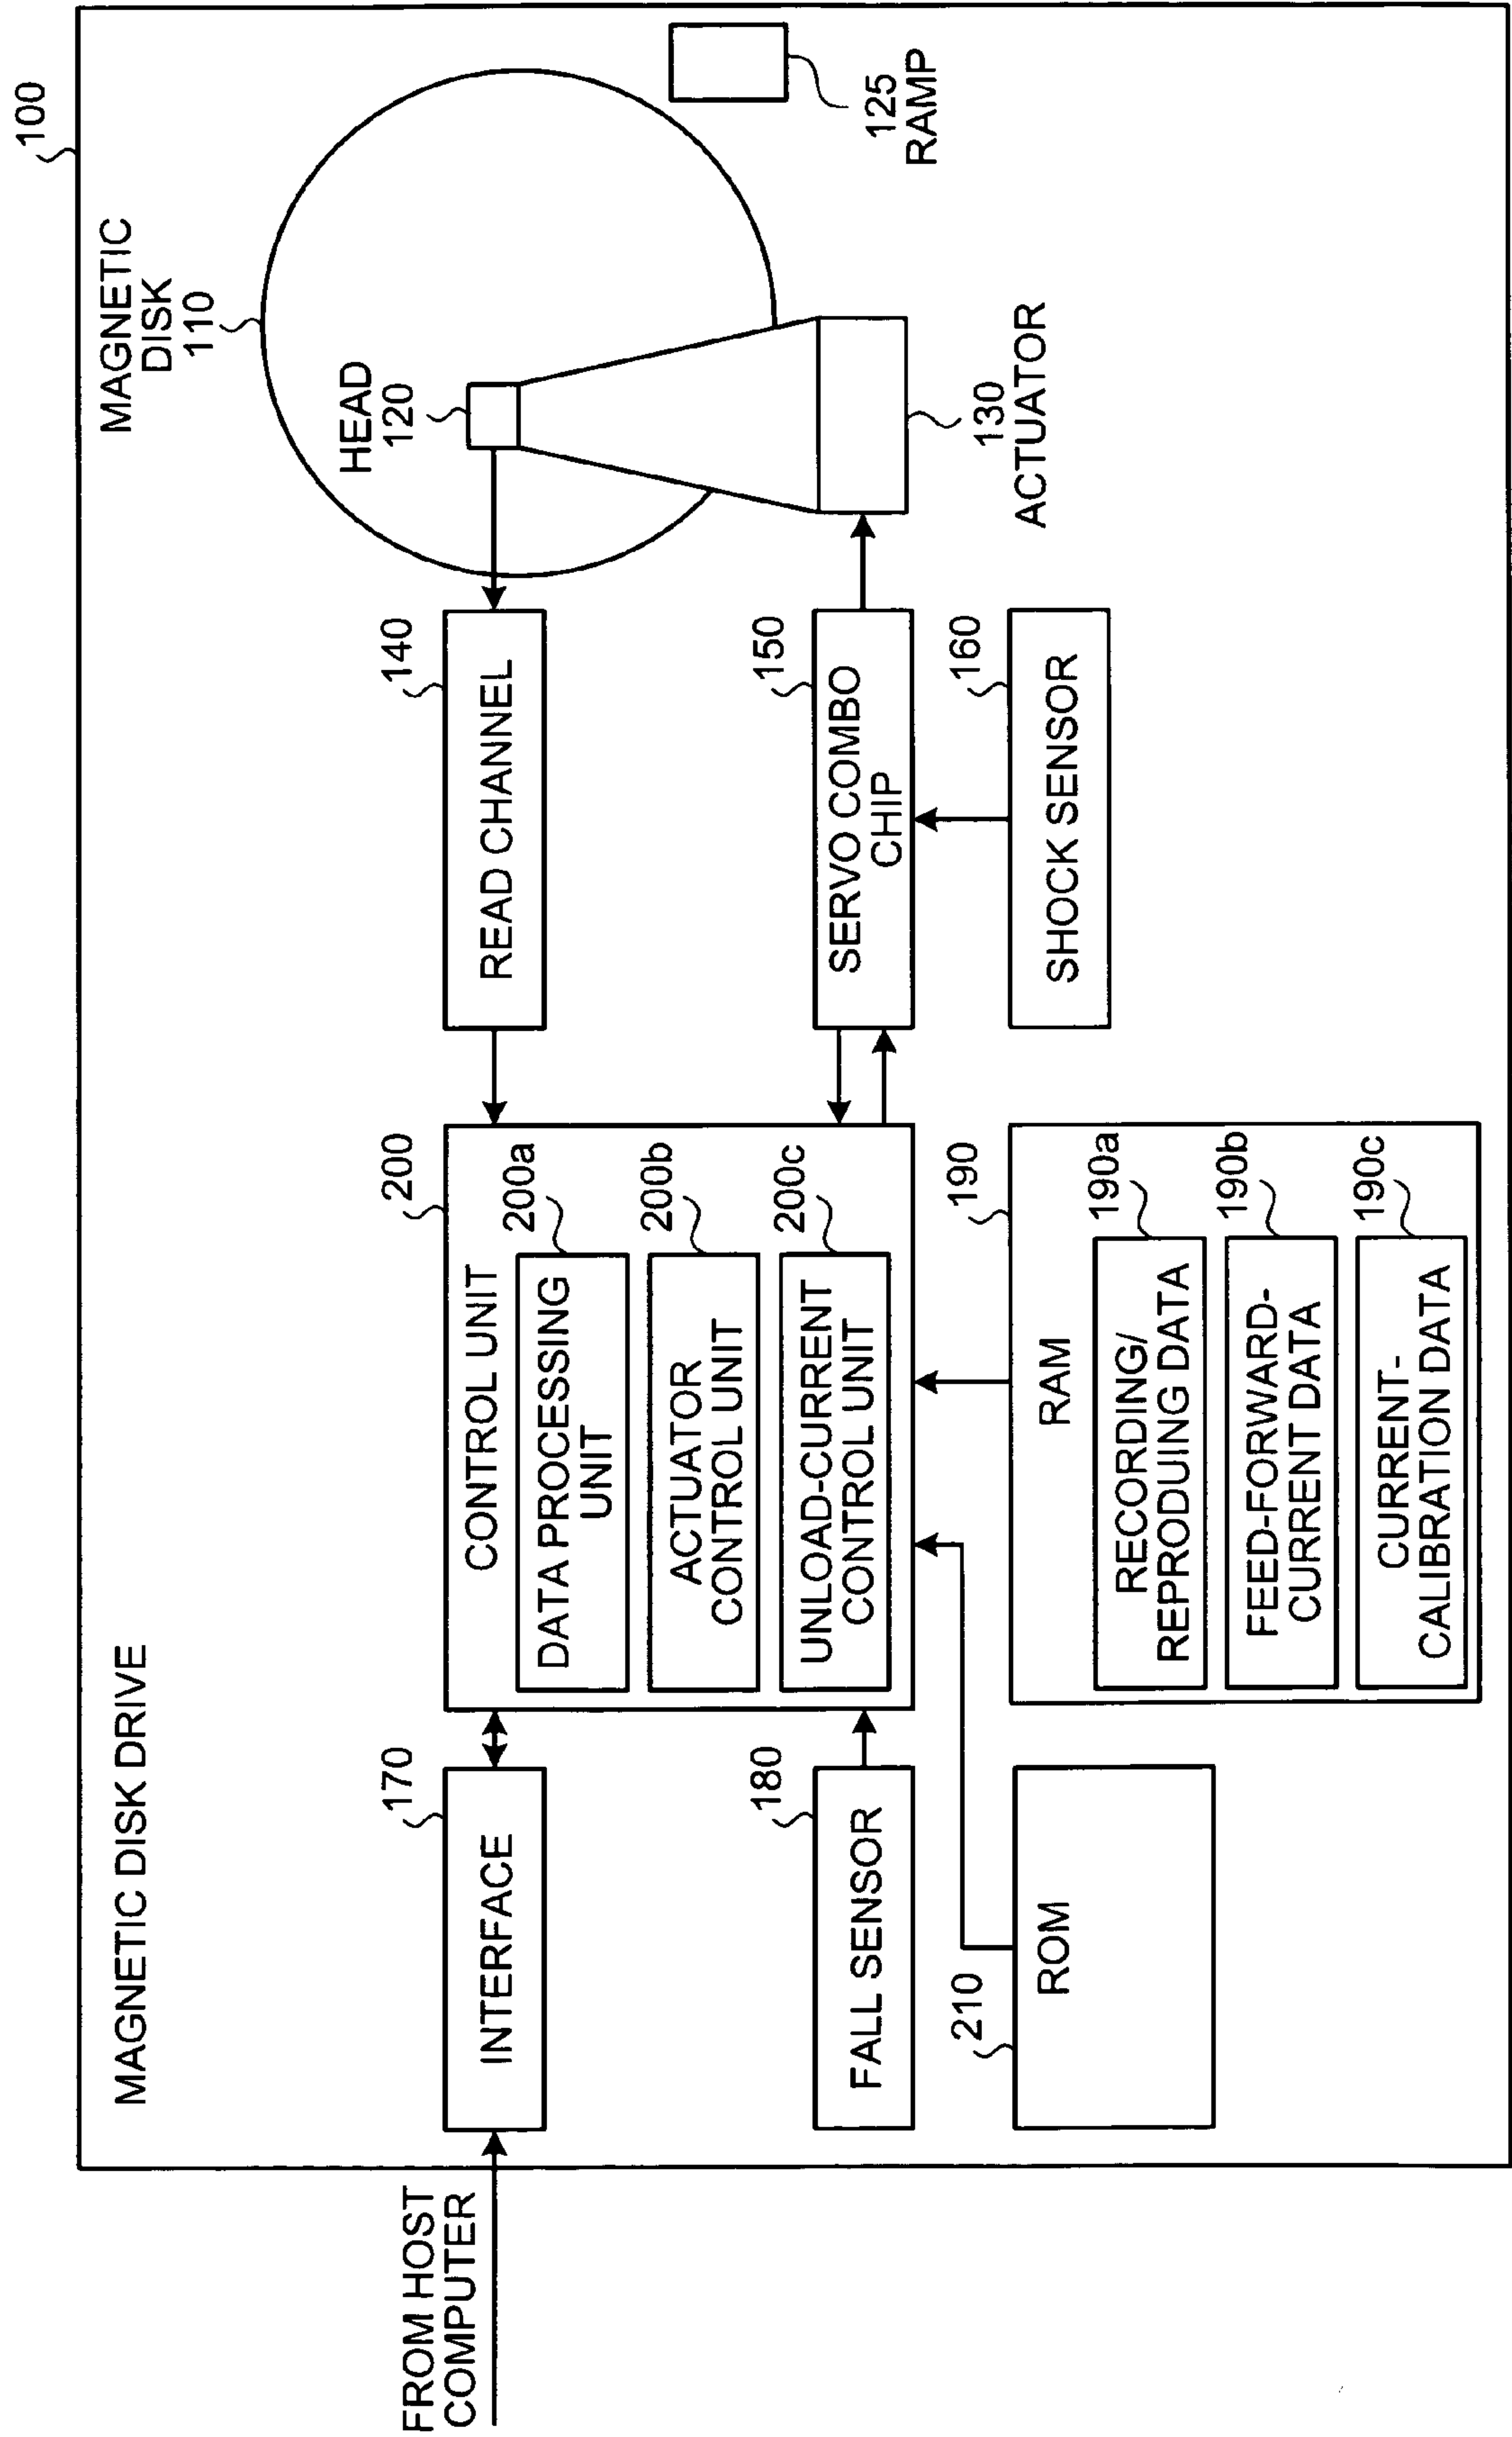 100
MAGNETIC DISK DRIVE
MAGNETIC
DISK
110
HEAD
120
125
RAMP
130
ACTUATOR
FROM HOST
COMPUTER
170
INTERFACE
200
CONTROL UNIT
200a
DATA PROCESSING
UNIT
200b
ACTUATOR
CONTROL UNIT
200c
UNLOAD-CURRENT
CONTROL UNIT
140
READ CHANNEL
150
SERVO COMBO
CHIP
160
SHOCK SENSOR
180
FALL SENSOR
210
ROM
190
RAM
190a
RECORDING/
REPRODUING DATA
190b
FEED-FORWARD-
CURRENT DATA
190c
CURRENT-
CALIBRATION DATA